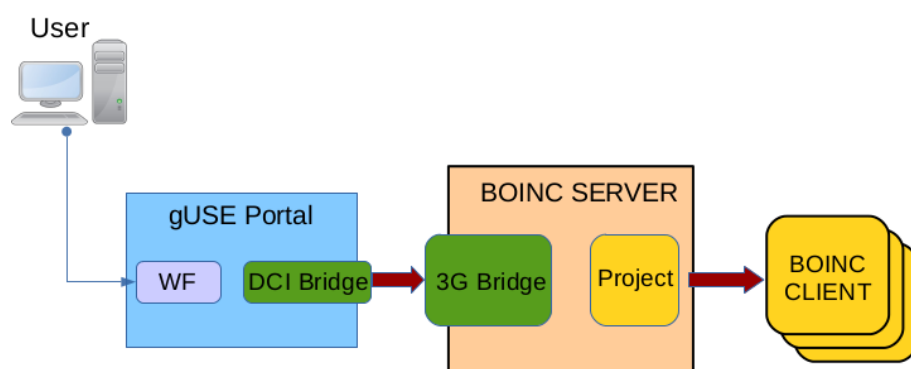 User
gUSE Portal
WF
DCI Bridge
BOINC SERVER
3G Bridge
Project
BOINC
CLIENT